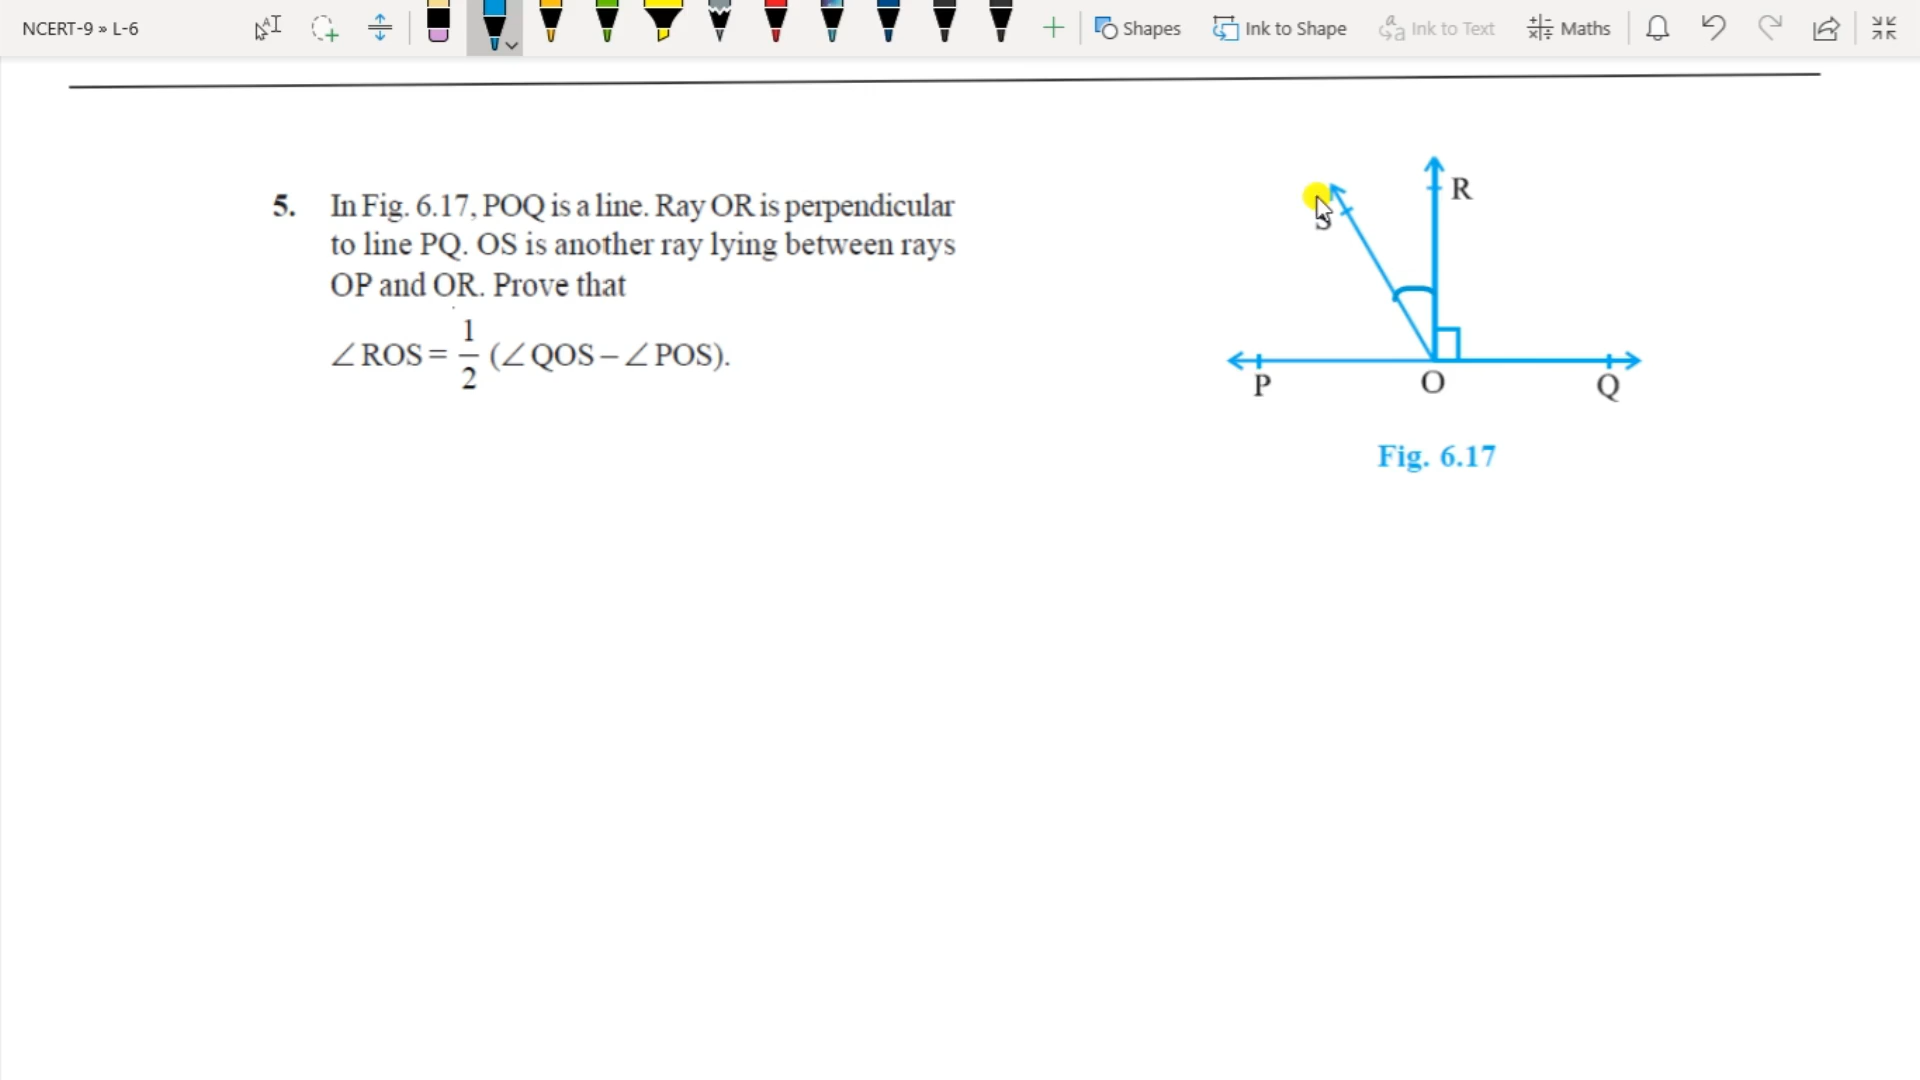 NCERT-9 » L-6
Shapes
Ink to Shape
Ink to Text
Maths
5. In Fig. 6.17, POQ is a line. Ray OR is perpendicular
to line PQ. OS is another ray lying between rays
OP and OR. Prove that
∠ROS = 1/2 (∠QOS – ∠POS).
R
S
P
O
Q
Fig. 6.17